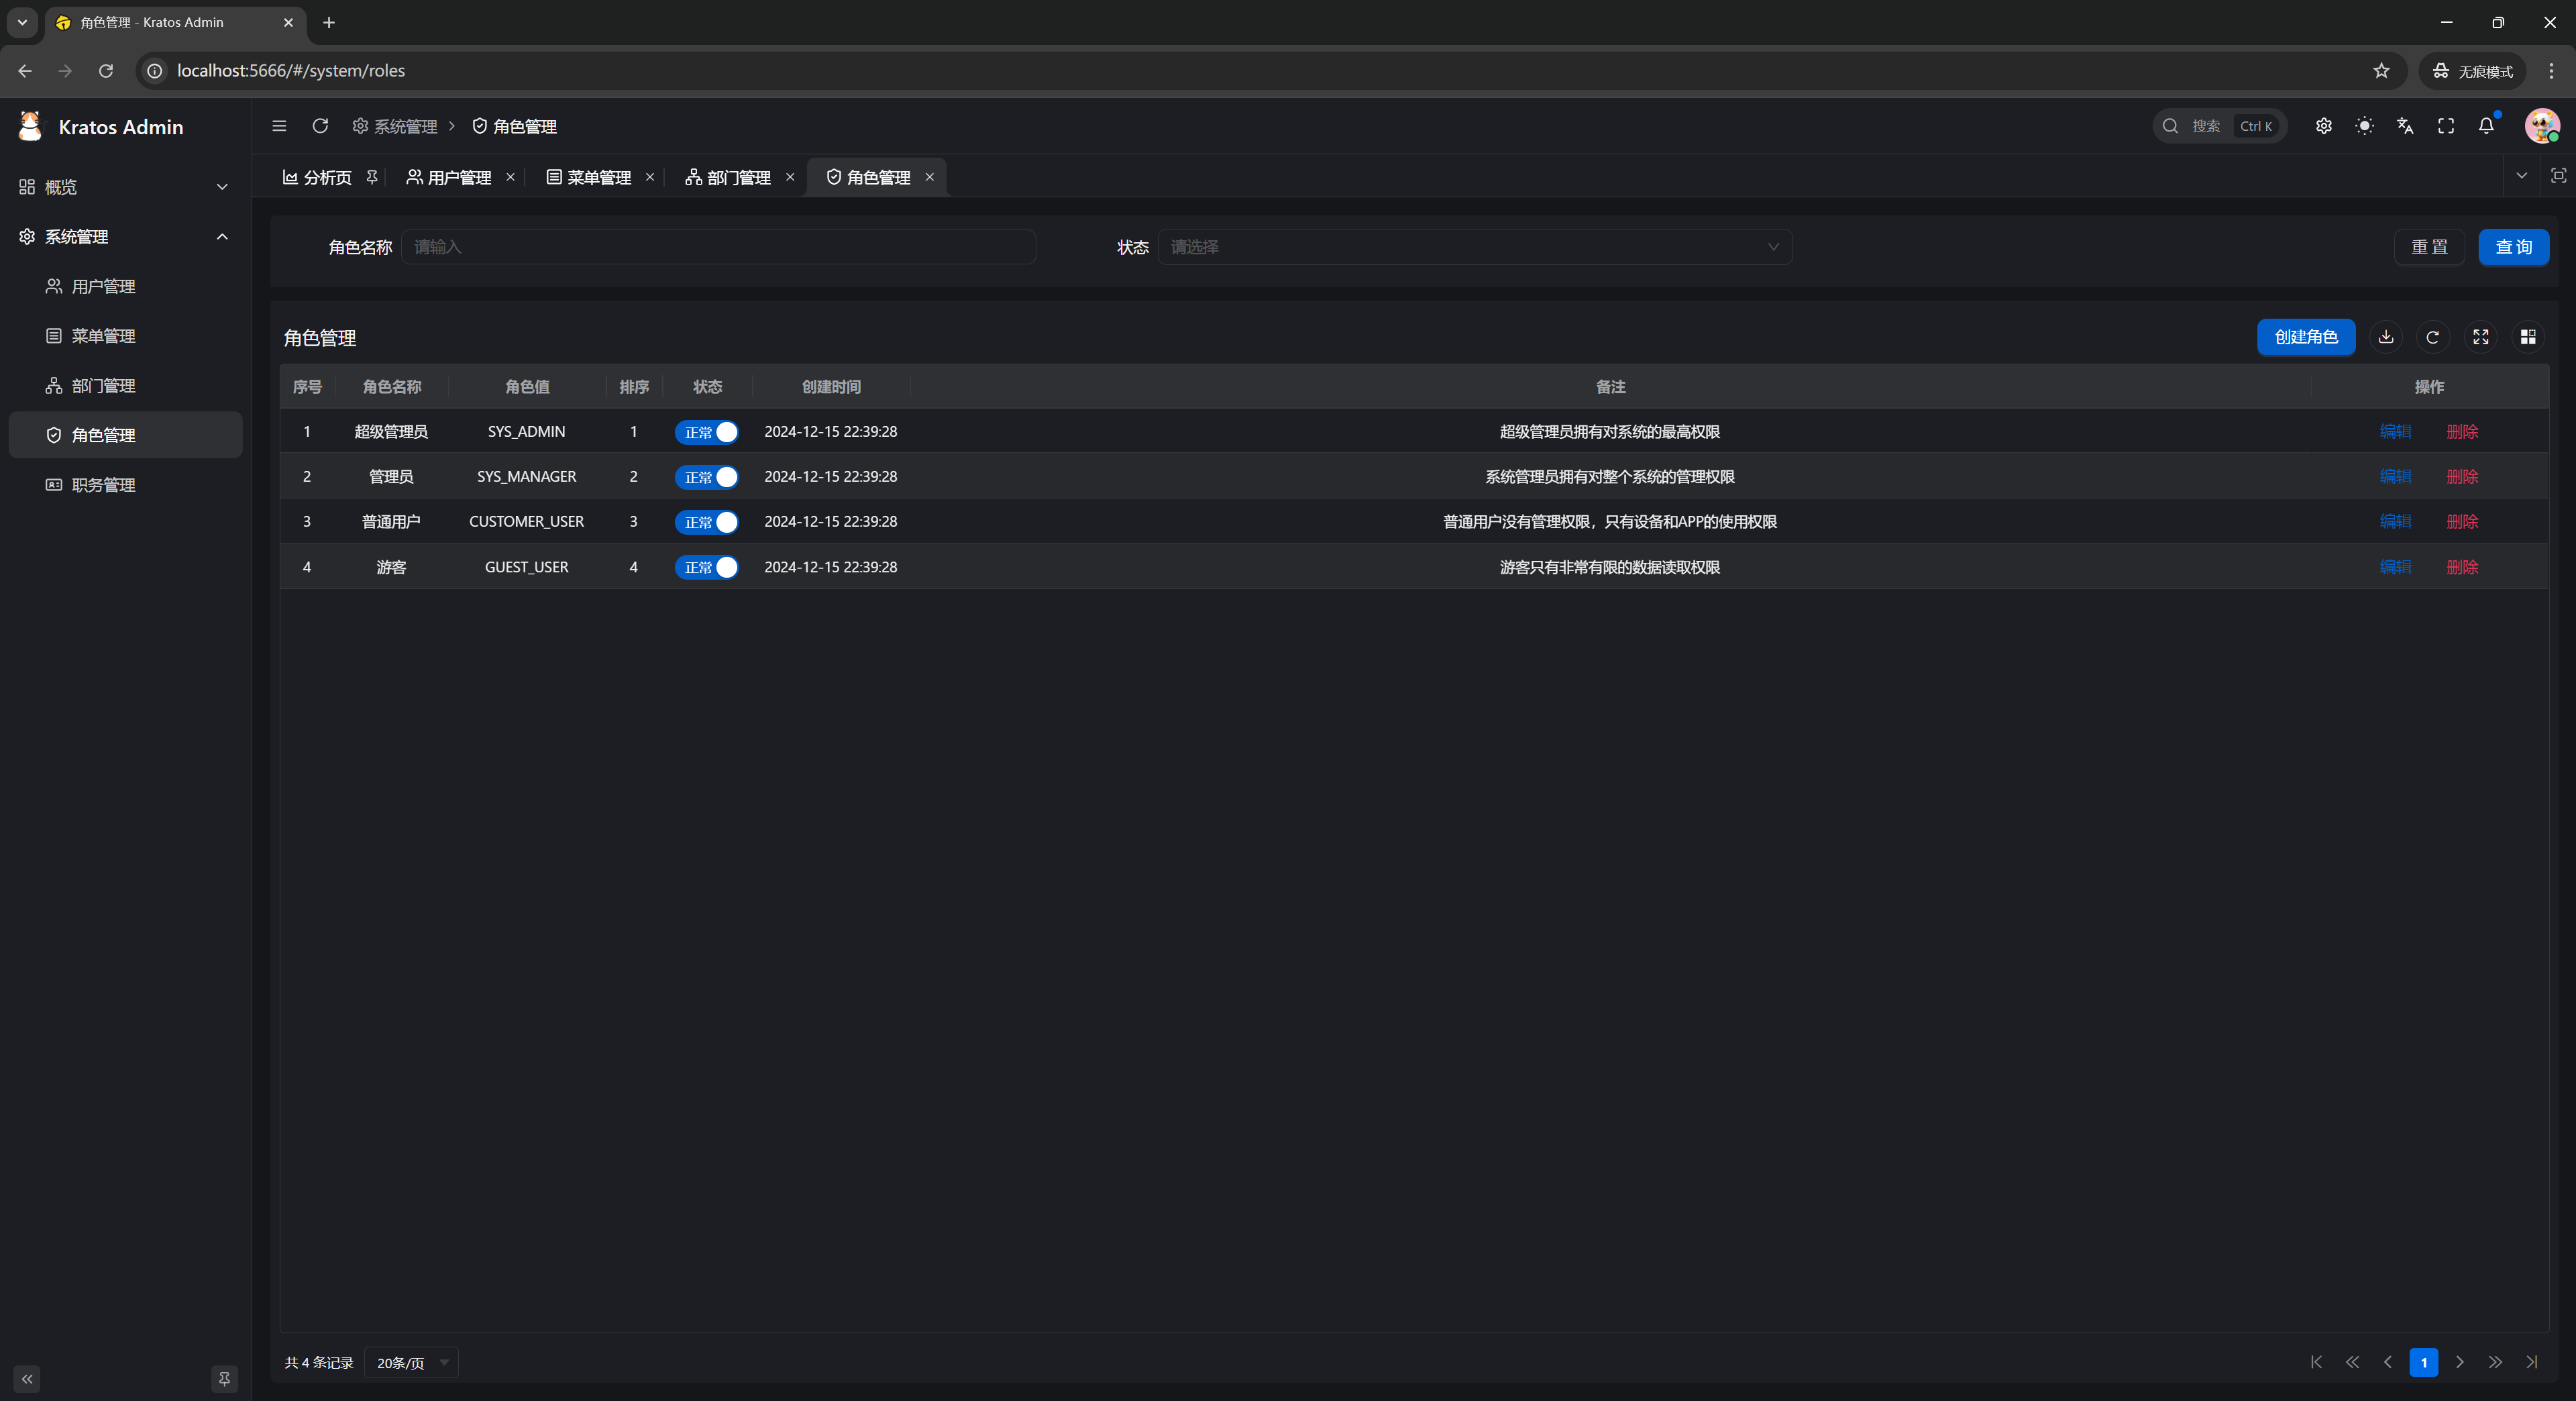 角色管理 - Kratos Admin
localhost:5666/#/system/roles
无痕模式
Kratos Admin
系统管理
角色管理
搜索 Ctrl K
概览
系统管理
用户管理
菜单管理
部门管理
角色管理
职务管理
分析页 用户管理 菜单管理 部门管理 角色管理
角色名称 请输入 状态 请选择 重 置 查 询
角色管理 创建角色
序号 角色名称 角色值 排序 状态 创建时间 备注 操作
1 超级管理员 SYS_ADMIN 1 正常 2024-12-15 22:39:28 超级管理员拥有对系统的最高权限 编辑 删除
2 管理员 SYS_MANAGER 2 正常 2024-12-15 22:39:28 系统管理员拥有对整个系统的管理权限 编辑 删除
3 普通用户 CUSTOMER_USER 3 正常 2024-12-15 22:39:28 普通用户没有管理权限，只有设备和APP的使用权限 编辑 删除
4 游客 GUEST_USER 4 正常 2024-12-15 22:39:28 游客只有非常有限的数据读取权限 编辑 删除
共 4 条记录 20条/页 1